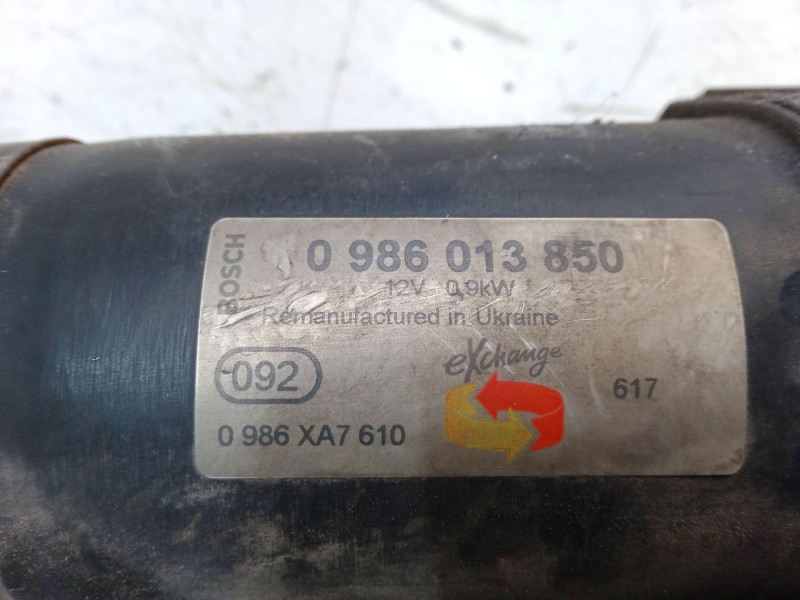 BOSCH
0 986 013 850
12V 0,9kW
Remanufactured in Ukraine
092
eXchange
617
0 986 XA7 610